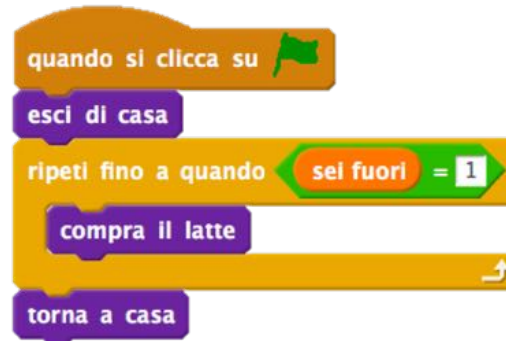 quando si clicca su
esci di casa
ripeti fino a quando sei fuori = 1
compra il latte
torna a casa